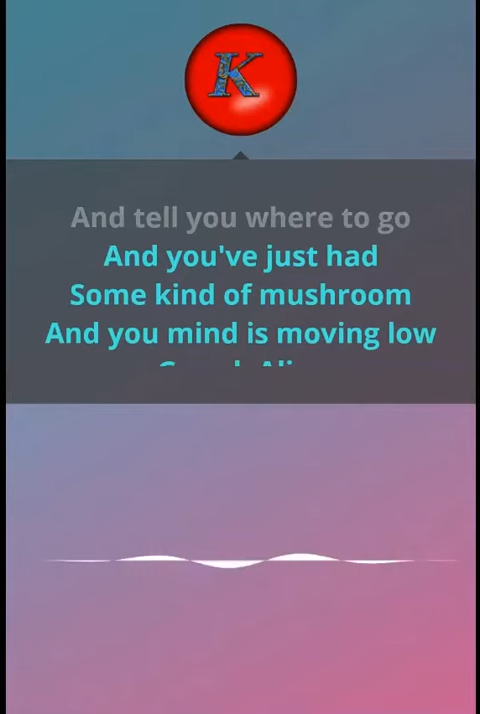 K
And tell you where to go
And you've just had
Some kind of mushroom
And you mind is moving low